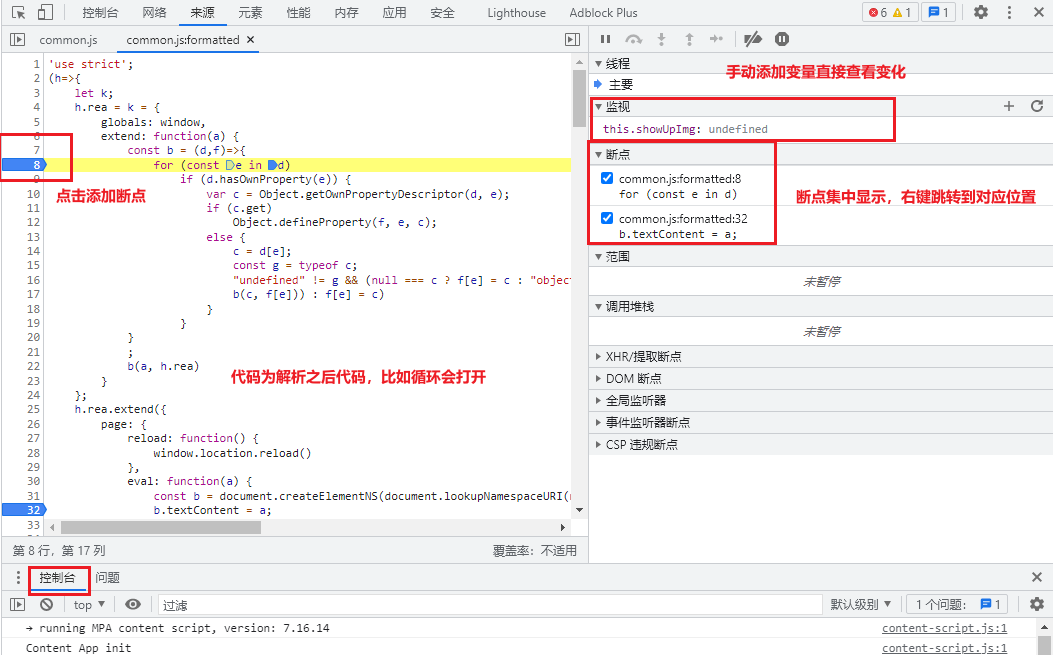 控制台 网络 来源 元素 性能 内存 应用 安全 Lighthouse Adblock Plus 6 1 1
common.js common.js:formatted ×
1 'use strict';
2 (h=>{
3 let k;
4 h.rea = k = {
5 globals: window,
6 extend: function(a) {
7 const b = (d,f)=>{
8 for (const e in d)
9 if (d.hasOwnProperty(e)) {
10 var c = Object.getOwnPropertyDescriptor(d, e);
11 if (c.get)
12 Object.defineProperty(f, e, c);
13 else {
14 c = d[e];
15 const g = typeof c;
16 "undefined" != g && (null === c ? f[e] = c : "objec
17 b(c, f[e])) : f[e] = c)
18 }
19 }
20 }
21 ;
22 b(a, h.rea)
23 }
24 };
25 h.rea.extend({
26 page: {
27 reload: function() {
28 window.location.reload()
29 },
30 eval: function(a) {
31 const b = document.createElementNS(document.lookupNamespaceURI(
32 b.textContent = a;
33
点击添加断点
代码为解析之后代码，比如循环会打开
第 8 行，第 17 列 覆盖率：不适用
线程
手动添加变量直接查看变化
主要
监视
this.showUpImg: undefined
断点
common.js:formatted:8
for (const e in d)
common.js:formatted:32
b.textContent = a;
断点集中显示，右键跳转到对应位置
范围
未暂停
调用堆栈
未暂停
XHR/提取断点
DOM 断点
全局监听器
事件监听器断点
CSP 违规断点
控制台 问题
top 过滤 默认级别 1 个问题: 1
→ running MPA content script, version: 7.16.14 content-script.js:1
Content App init content-script.js:1